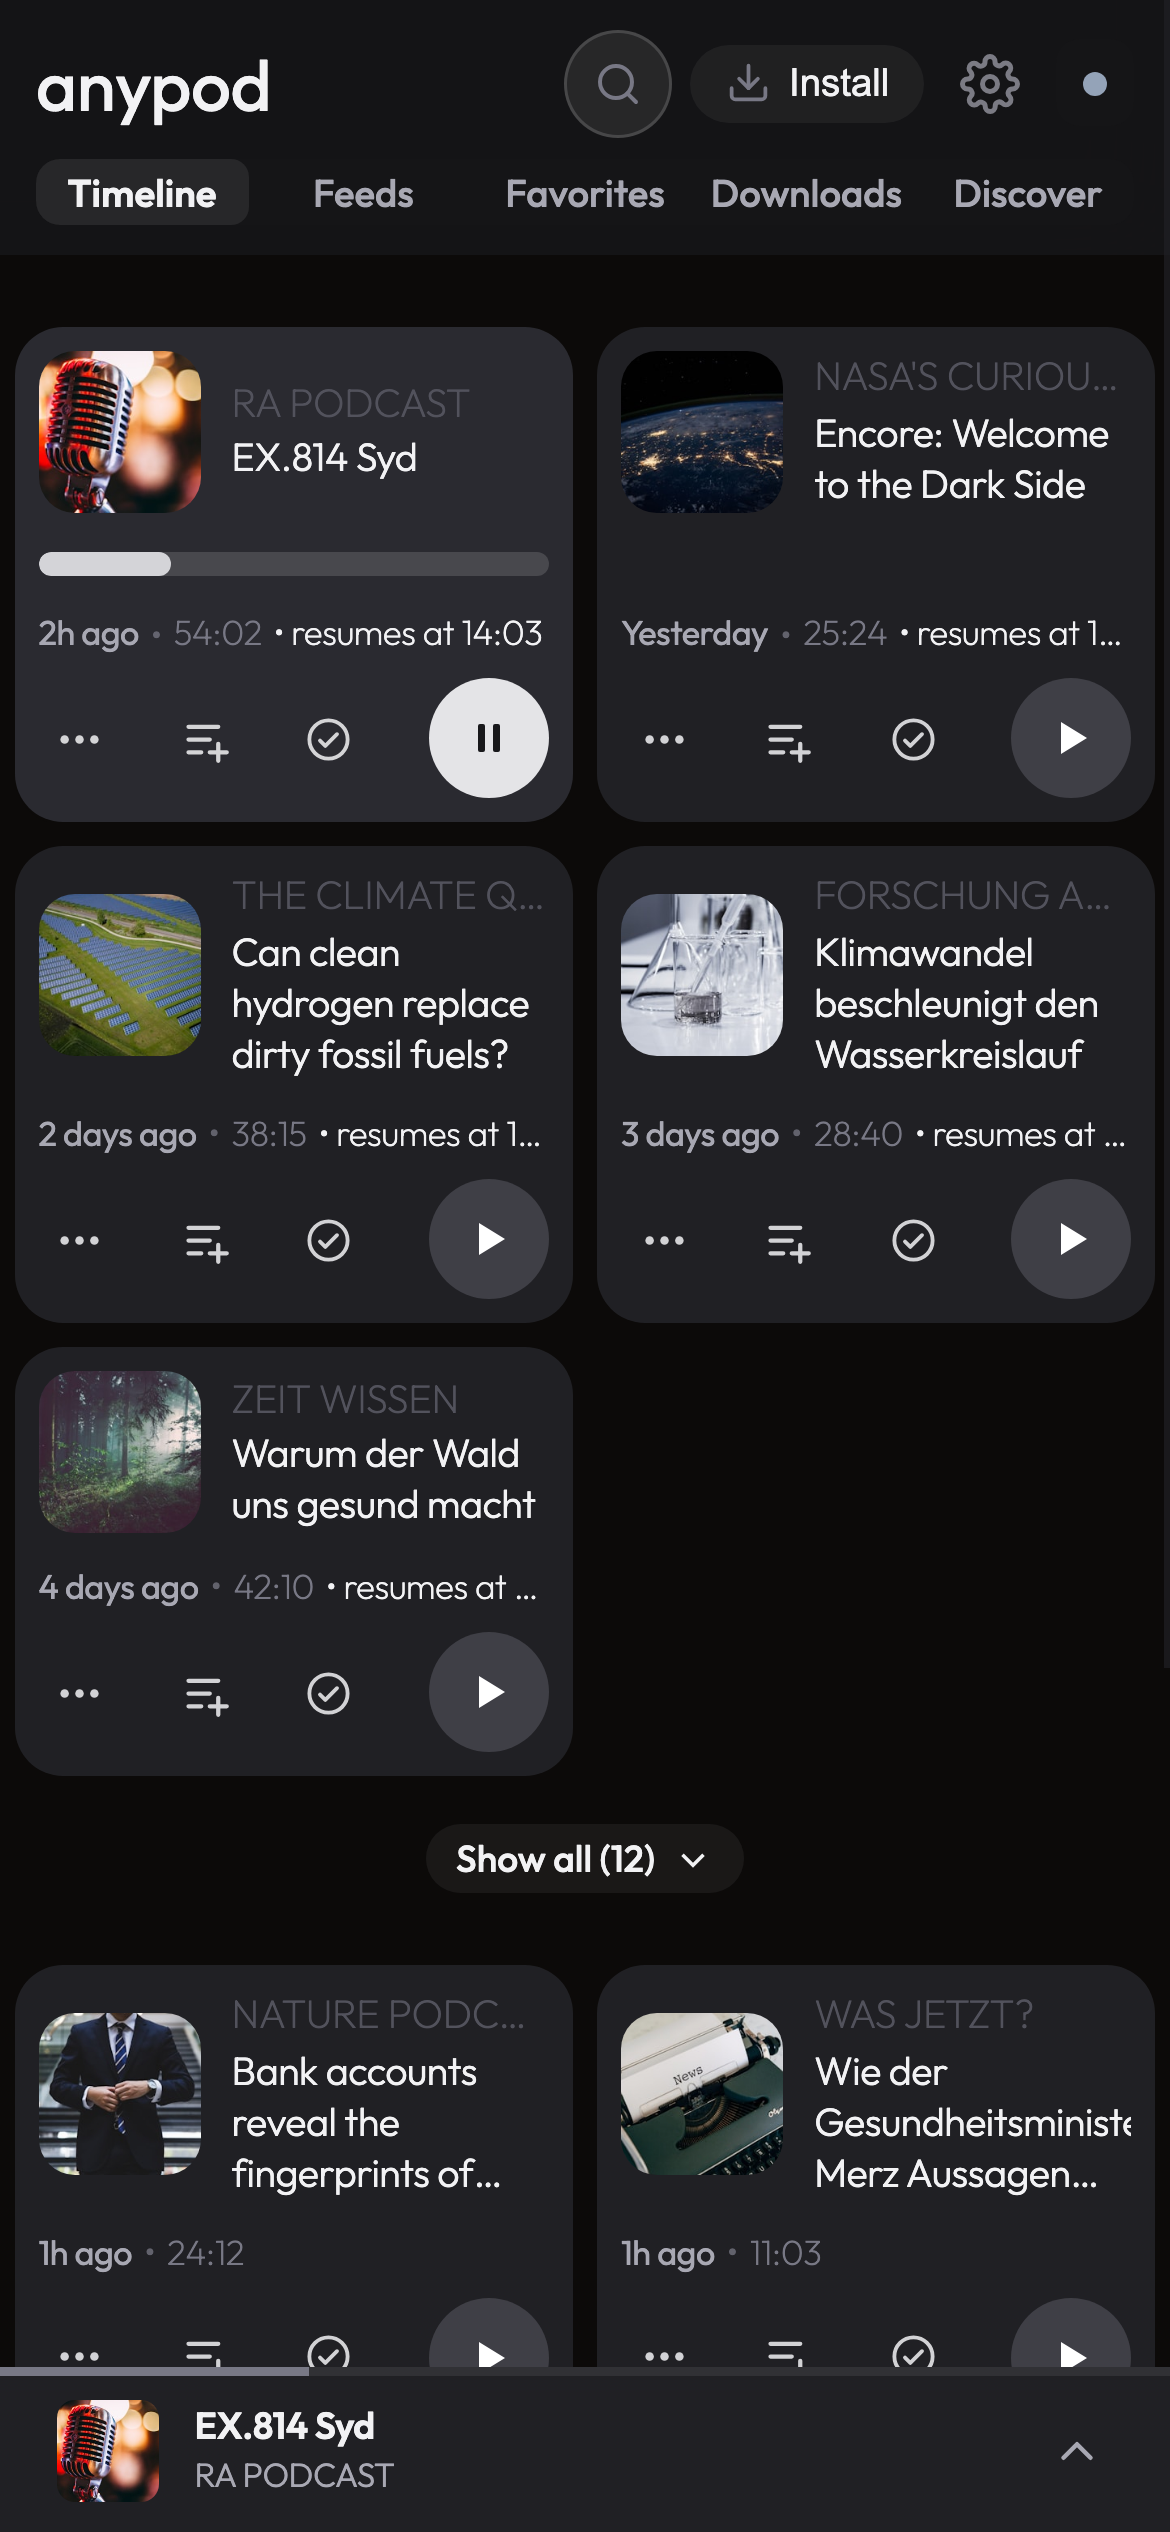 anypod
Install
Timeline Feeds Favorites Downloads Discover
RA PODCAST
EX.814 Syd
2h ago • 54:02 • resumes at 14:03
NASA'S CURIOU...
Encore: Welcome
to the Dark Side
Yesterday • 25:24 • resumes at 1...
THE CLIMATE Q...
Can clean
hydrogen replace
dirty fossil fuels?
2 days ago • 38:15 • resumes at 1...
FORSCHUNG A...
Klimawandel
beschleunigt den
Wasserkreislauf
3 days ago • 28:40 • resumes at ...
ZEIT WISSEN
Warum der Wald
uns gesund macht
4 days ago • 42:10 • resumes at ...
Show all (12)
NATURE PODC...
Bank accounts
reveal the
fingerprints of...
1h ago • 24:12
WAS JETZT?
News
Wie der
Gesundheitsministe
Merz Aussagen...
1h ago • 11:03
EX.814 Syd
RA PODCAST